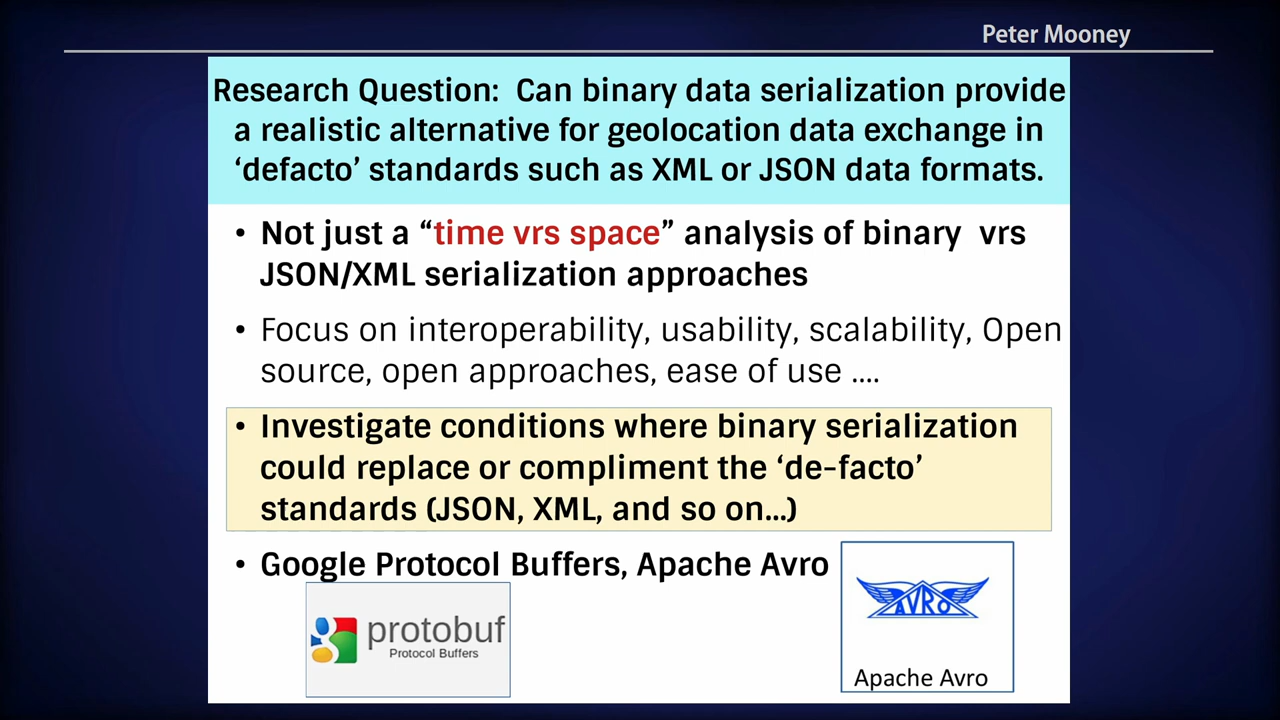 Peter Mooney
Research Question:  Can binary data serialization provide
a realistic alternative for geolocation data exchange in
‘defacto’ standards such as XML or JSON data formats.
• Not just a “time vrs space” analysis of binary  vrs
JSON/XML serialization approaches
• Focus on interoperability, usability, scalability, Open
source, open approaches, ease of use ....
• Investigate conditions where binary serialization
could replace or compliment the ‘de-facto’
standards (JSON, XML, and so on...)
• Google Protocol Buffers, Apache Avro
protobuf
Protocol Buffers
AVRO
Apache Avro